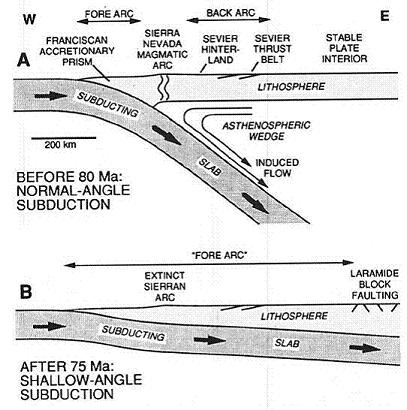 W
E
FORE ARC
BACK ARC
FRANCISCAN
ACCRETIONARY
PRISM
SIERRA
NEVADA
MAGMATIC
ARC
SEVIER
HINTER-
LAND
SEVIER
THRUST
BELT
STABLE
PLATE
INTERIOR
A
LITHOSPHERE
SUBDUCTING
ASTHENOSPHERIC
WEDGE
200 km
SLAB
INDUCED
FLOW
BEFORE 80 Ma:
NORMAL-ANGLE
SUBDUCTION
"FORE ARC"
B
EXTINCT
SIERRAN
ARC
LARAMIDE
BLOCK
FAULTING
LITHOSPHERE
SUBDUCTING
SLAB
AFTER 75 Ma:
SHALLOW-ANGLE
SUBDUCTION